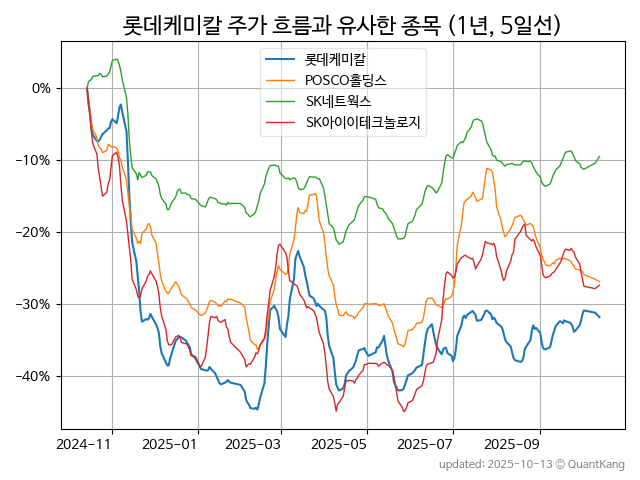 롯데케미칼 주가 흐름과 유사한 종목 (1년, 5일선)
롯데케미칼
POSCO홀딩스
SK네트웍스
SK아이이테크놀로지
0%
−10%
−20%
−30%
−40%
2024-11
2025-01
2025-03
2025-05
2025-07
2025-09
updated: 2025-10-13 © QuantKang